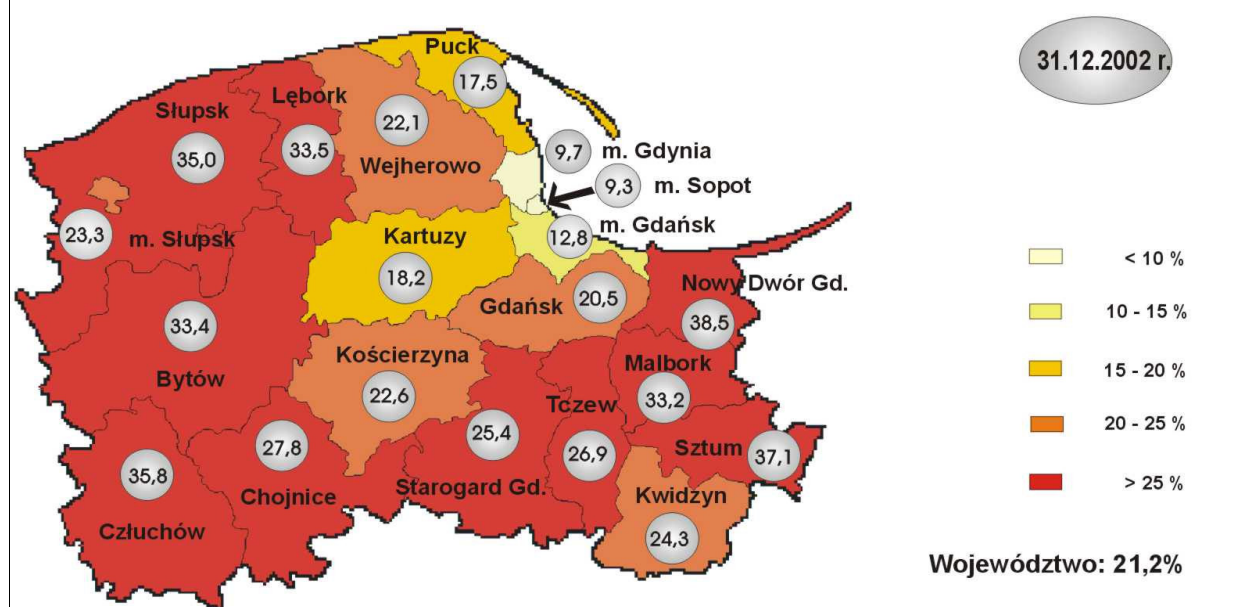 31.12.2002 r.
Puck
17,5
Lębork
33,5
Słupsk
35,0
22,1
Wejherowo
9,7 m. Gdynia
9,3 m. Sopot
m. Gdańsk
12,8
23,3
m. Słupsk
Kartuzy
18,2
Gdańsk
20,5
Nowy Dwór Gd.
38,5
33,4
Bytów
Kościerzyna
22,6
Malbork
33,2
Tczew
26,9
25,4
Starogard Gd.
Sztum
37,1
27,8
Chojnice
35,8
Człuchów
Kwidzyn
24,3
< 10 %
10 - 15 %
15 - 20 %
20 - 25 %
> 25 %
Województwo: 21,2%